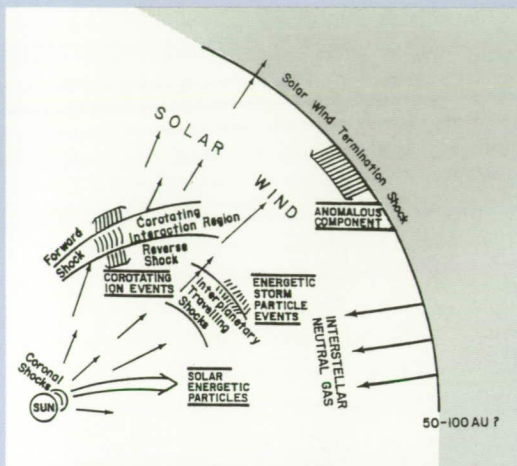 Solar Wind Termination Shock
SOLAR
WIND
ANOMALOUS
COMPONENT
Forward
Shock
Corotating
Interaction Region
Reverse
Shock
COROTATING
ION EVENTS
Interplanetary
Travelling
Shocks
ENERGETIC
STORM
PARTICLE
EVENTS
INTERSTELLAR
NEUTRAL GAS
Coronal
Shocks
SUN
SOLAR
ENERGETIC
PARTICLES
50-100 AU ?